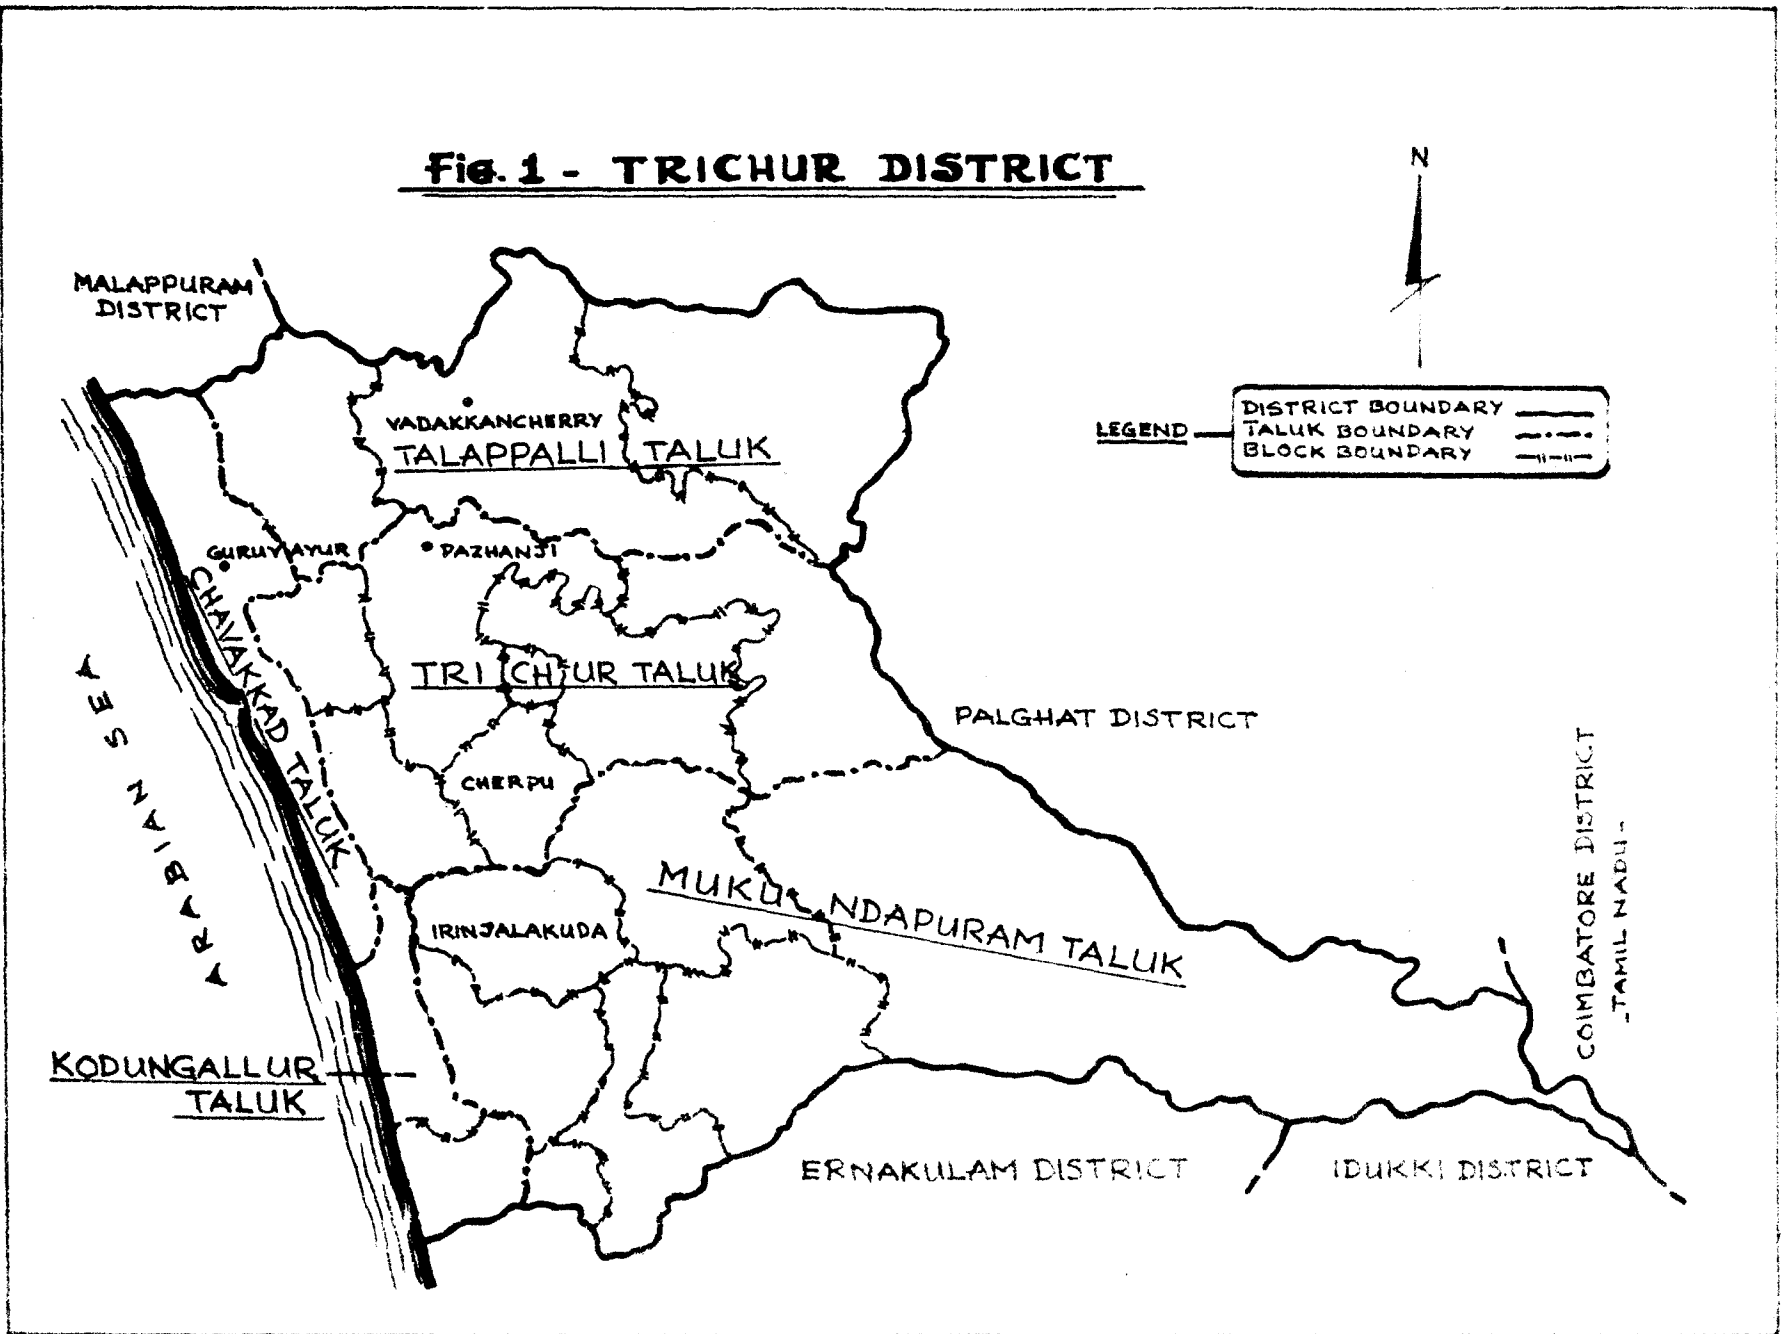 Fig. 1 - TRICHUR DISTRICT
N
MALAPPURAM
DISTRICT
LEGEND
DISTRICT BOUNDARY
TALUK BOUNDARY
BLOCK BOUNDARY
VADAKKANCHERRY
TALAPPALLI TALUK
GURUVAYUR
PAZHANJI
CHAVAKKAD TALUK
TRICHUR TALUK
ARABIAN SEA
PALGHAT DISTRICT
CHERPU
COIMBATORE DISTRICT
-TAMIL NADU-
MUKUNDAPURAM TALUK
IRINJALAKUDA
KODUNGALLUR
TALUK
ERNAKULAM DISTRICT
IDUKKI DISTRICT